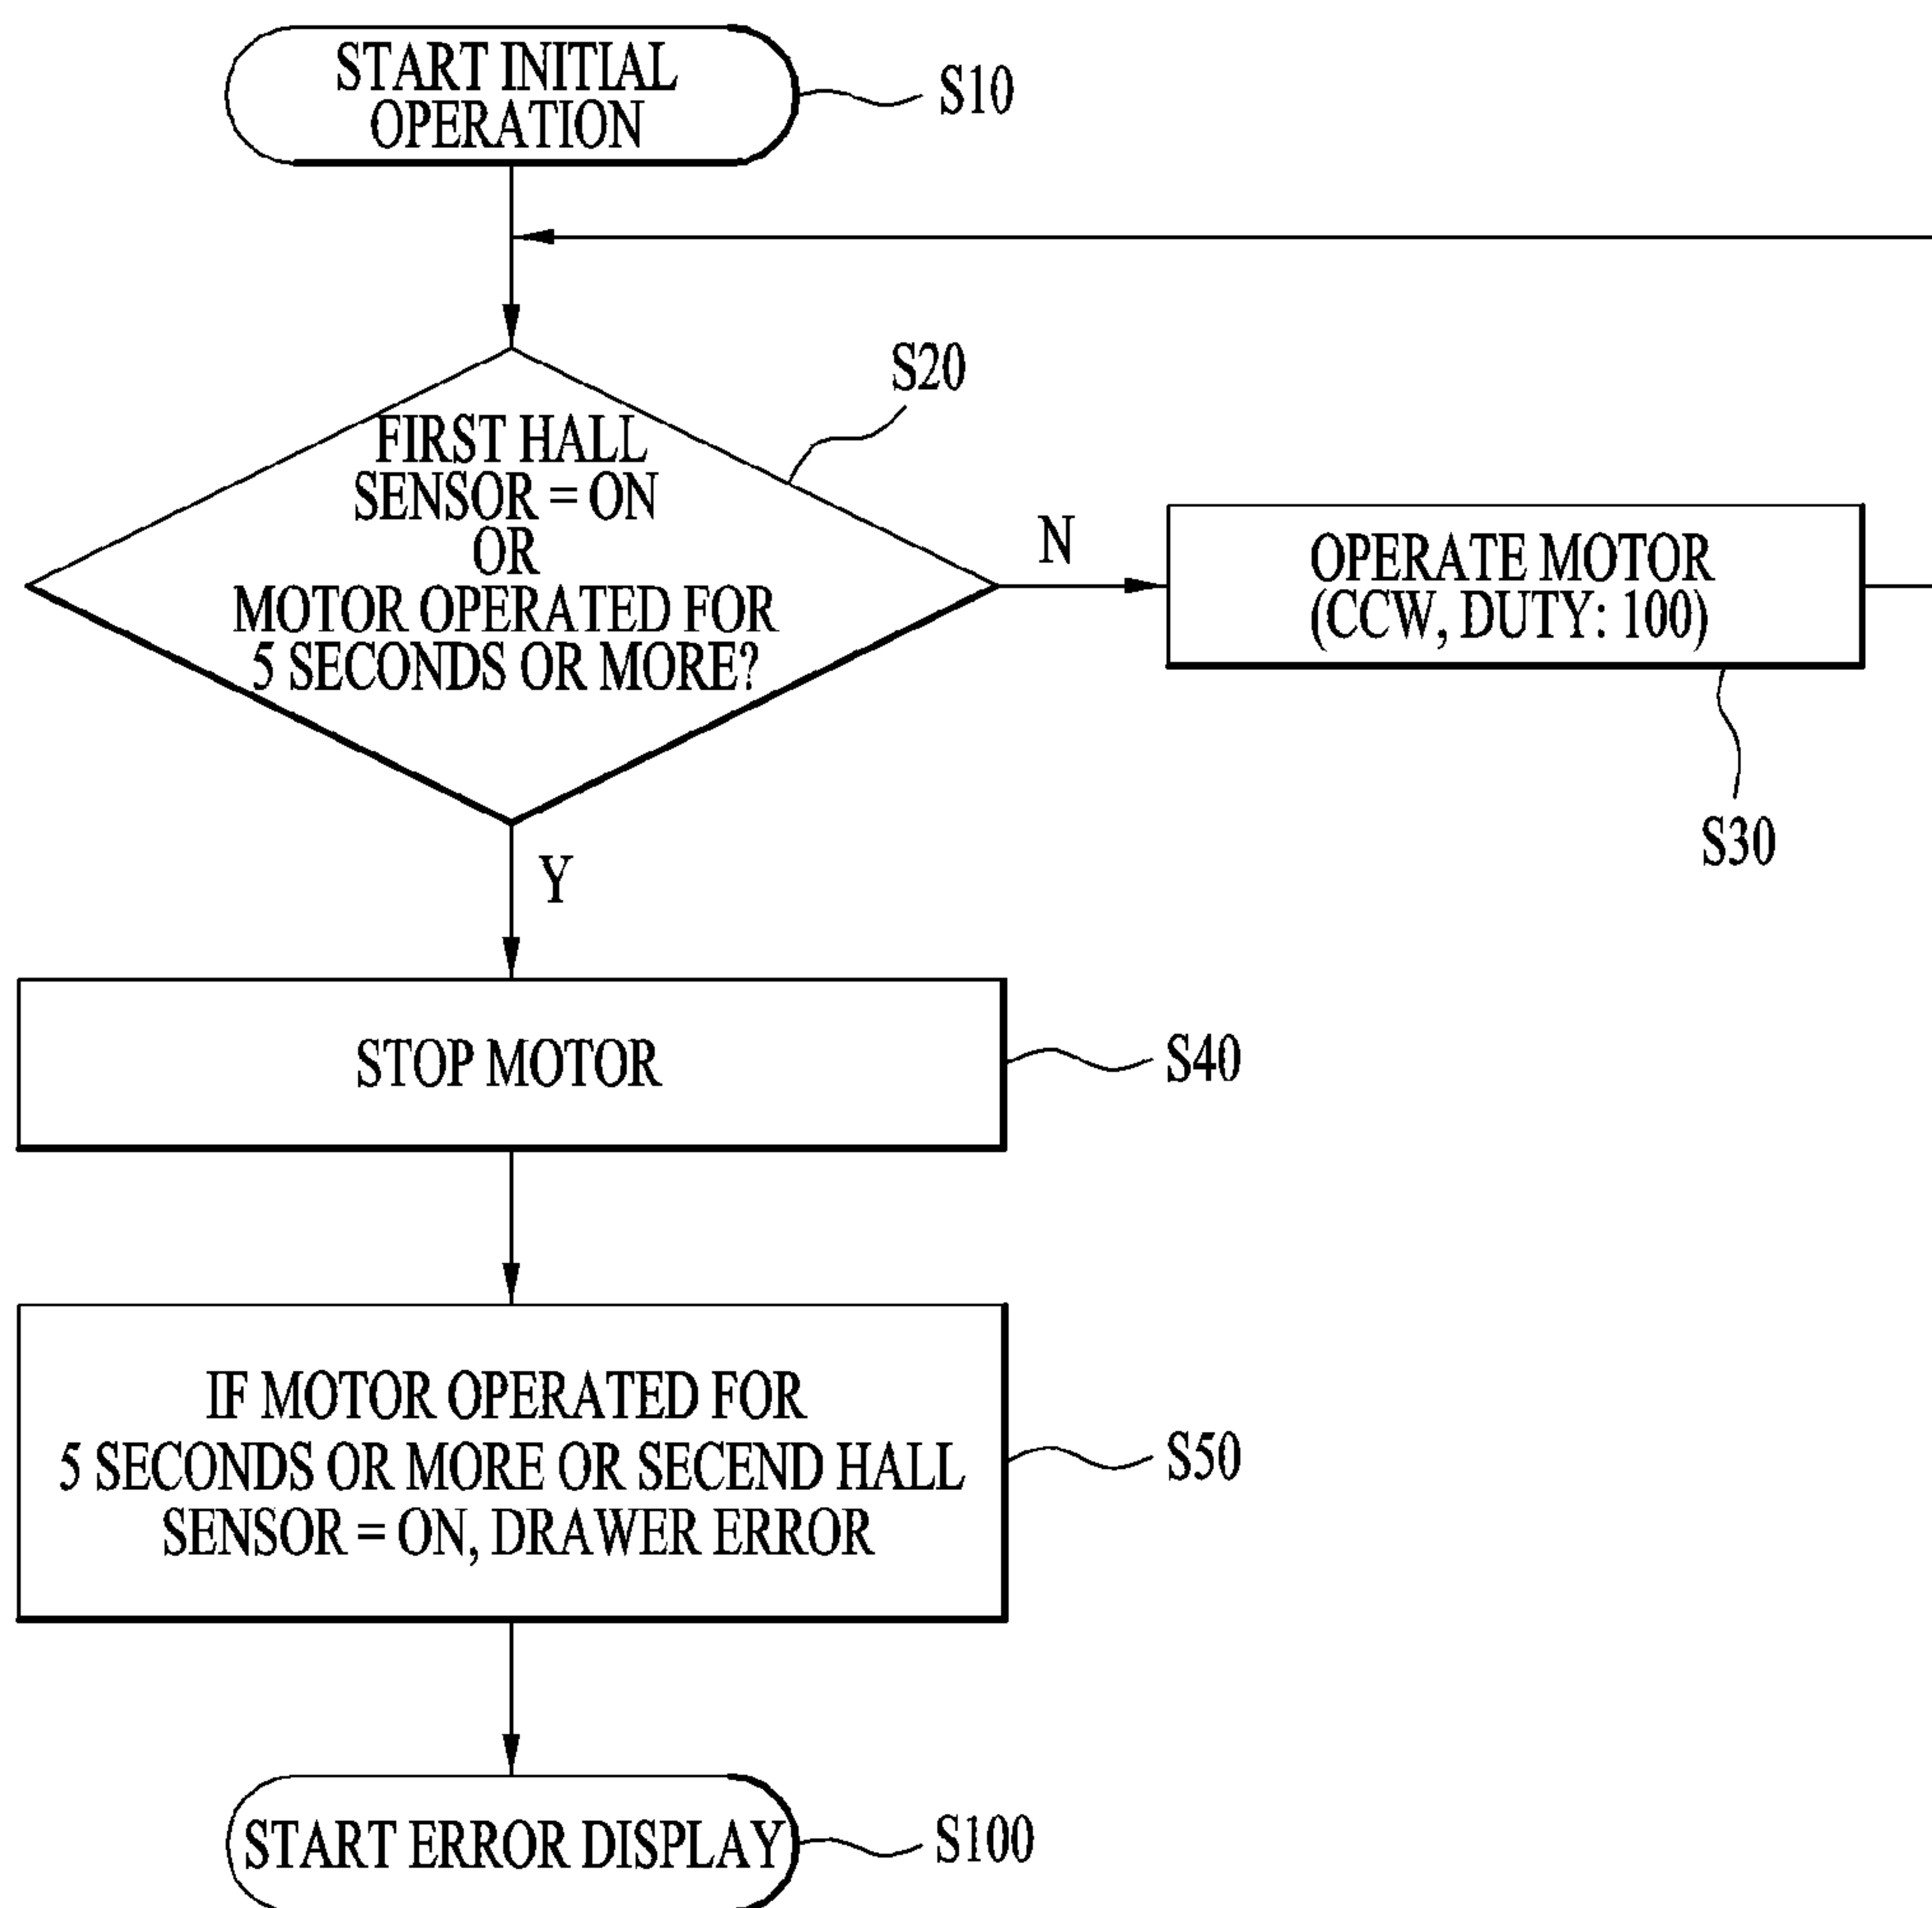 START INITIAL
OPERATION
S10
S20
FIRST HALL
SENSOR = ON
OR
MOTOR OPERATED FOR
5 SECONDS OR MORE?
N
OPERATE MOTOR
(CCW, DUTY: 100)
S30
Y
STOP MOTOR
S40
IF MOTOR OPERATED FOR
5 SECONDS OR MORE OR SECEND HALL
SENSOR = ON, DRAWER ERROR
S50
START ERROR DISPLAY
S100